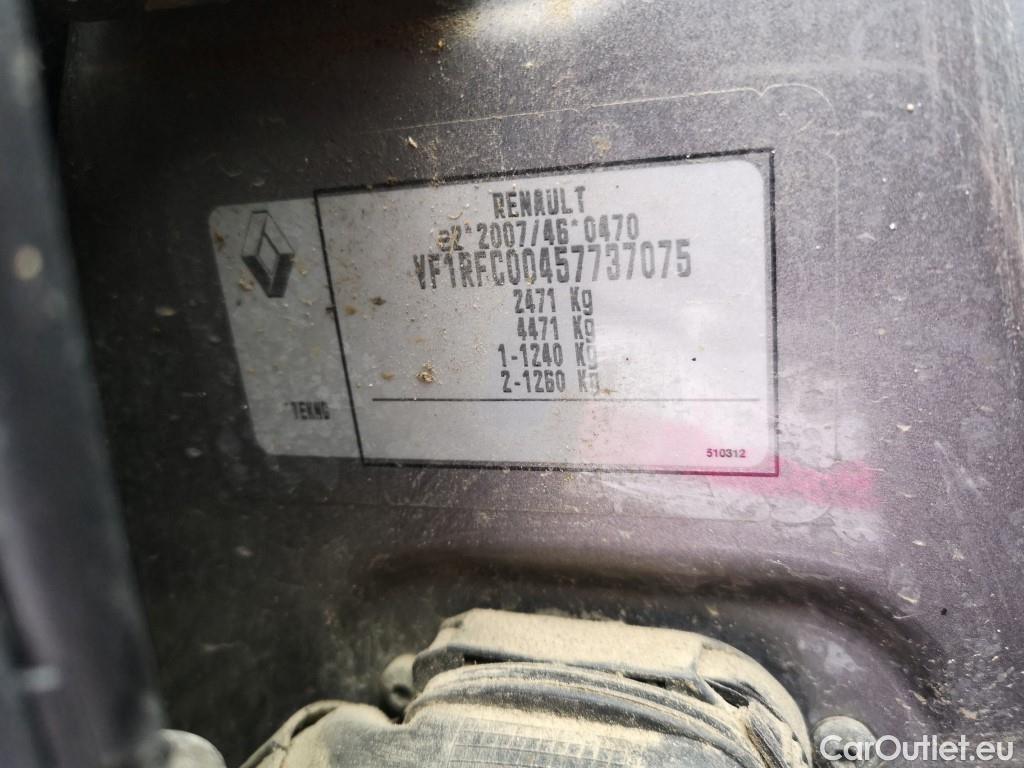 RENAULT
e2*2007/46*0470
VF1RFC00457737075
2471 Kg
4471 Kg
1-1240 Kg
2-1260 Kg
TEKNG
510312
CarOutlet.eu